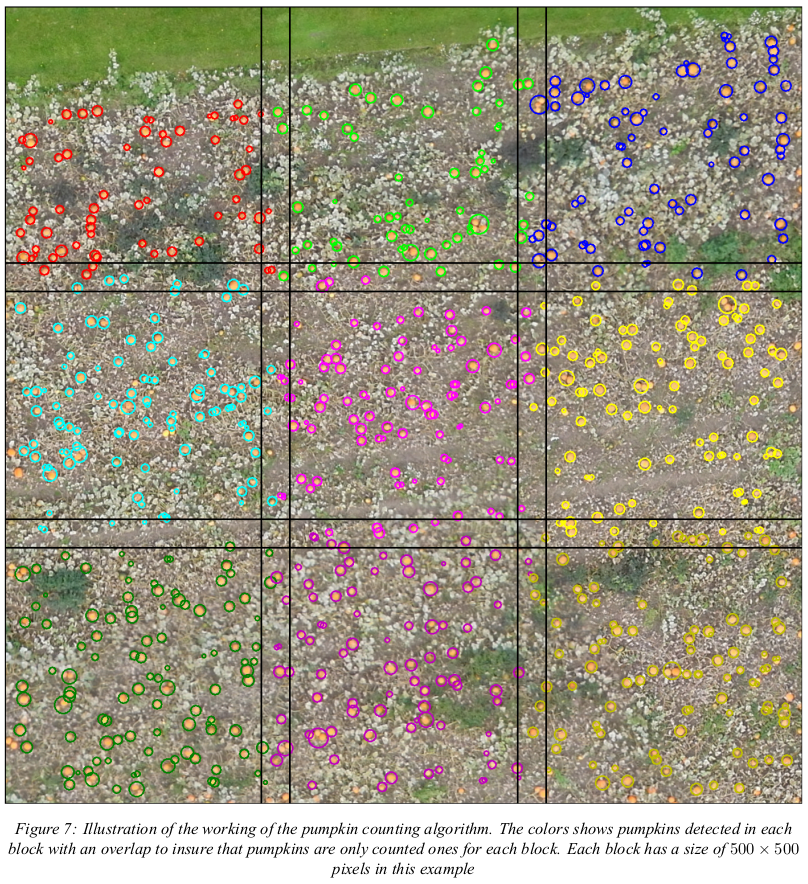 Figure 7: Illustration of the working of the pumpkin counting algorithm. The colors shows pumpkins detected in each
block with an overlap to insure that pumpkins are only counted ones for each block. Each block has a size of 500 × 500
pixels in this example